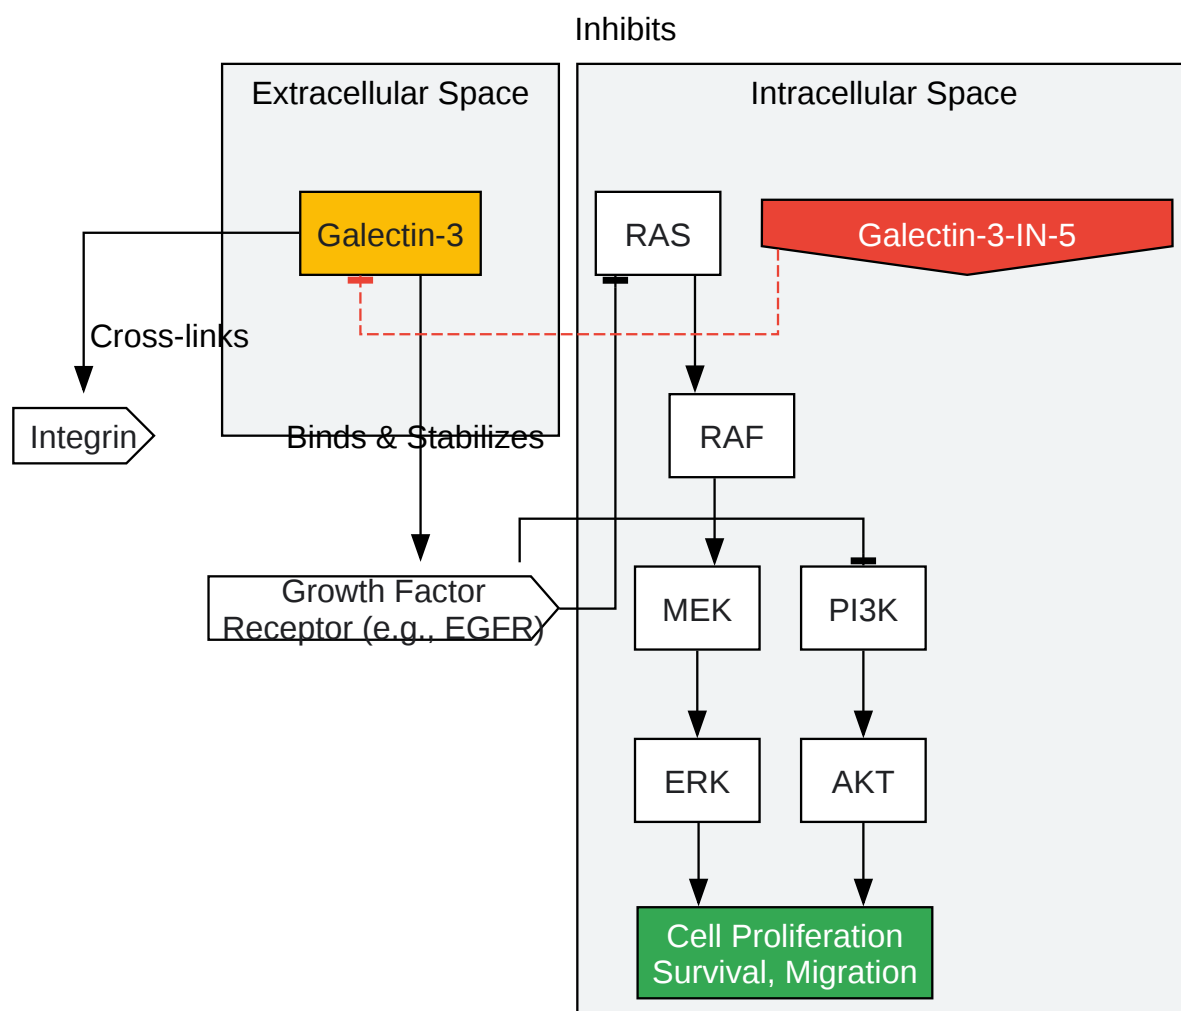 Inhibits
Extracellular Space
Intracellular Space
Galectin-3
RAS
Galectin-3-IN-5
Cross-links
Integrin
Binds & Stabilizes
RAF
Growth Factor
Receptor (e.g., EGFR)
MEK
PI3K
ERK
AKT
Cell Proliferation
Survival, Migration